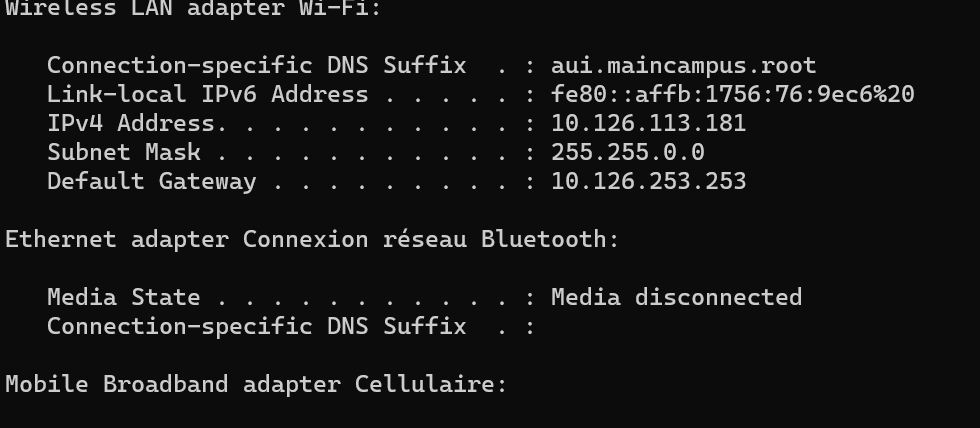 Wireless LAN adapter Wi-Fi:
Connection-specific DNS Suffix  . : aui.maincampus.root
Link-local IPv6 Address . . . . . : fe80::affb:1756:76:9ec6%20
IPv4 Address. . . . . . . . . . . : 10.126.113.181
Subnet Mask . . . . . . . . . . . : 255.255.0.0
Default Gateway . . . . . . . . . : 10.126.253.253
Ethernet adapter Connexion réseau Bluetooth:
Media State . . . . . . . . . . . : Media disconnected
Connection-specific DNS Suffix  . :
Mobile Broadband adapter Cellulaire: